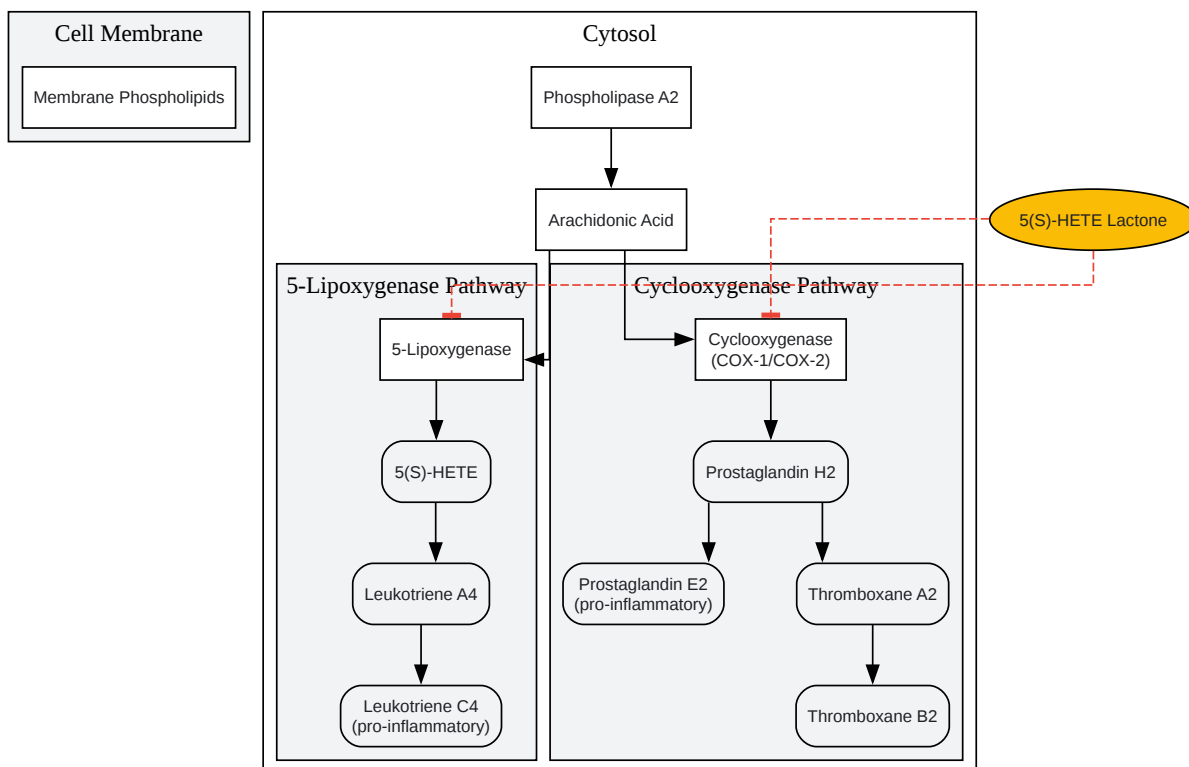 Cell Membrane
Membrane Phospholipids
Cytosol
Phospholipase A2
Arachidonic Acid
5(S)-HETE Lactone
5-Lipoxygenase Pathway
Cyclooxygenase Pathway
5-Lipoxygenase
Cyclooxygenase
(COX-1/COX-2)
5(S)-HETE
Prostaglandin H2
Leukotriene A4
Prostaglandin E2
(pro-inflammatory)
Thromboxane A2
Leukotriene C4
(pro-inflammatory)
Thromboxane B2